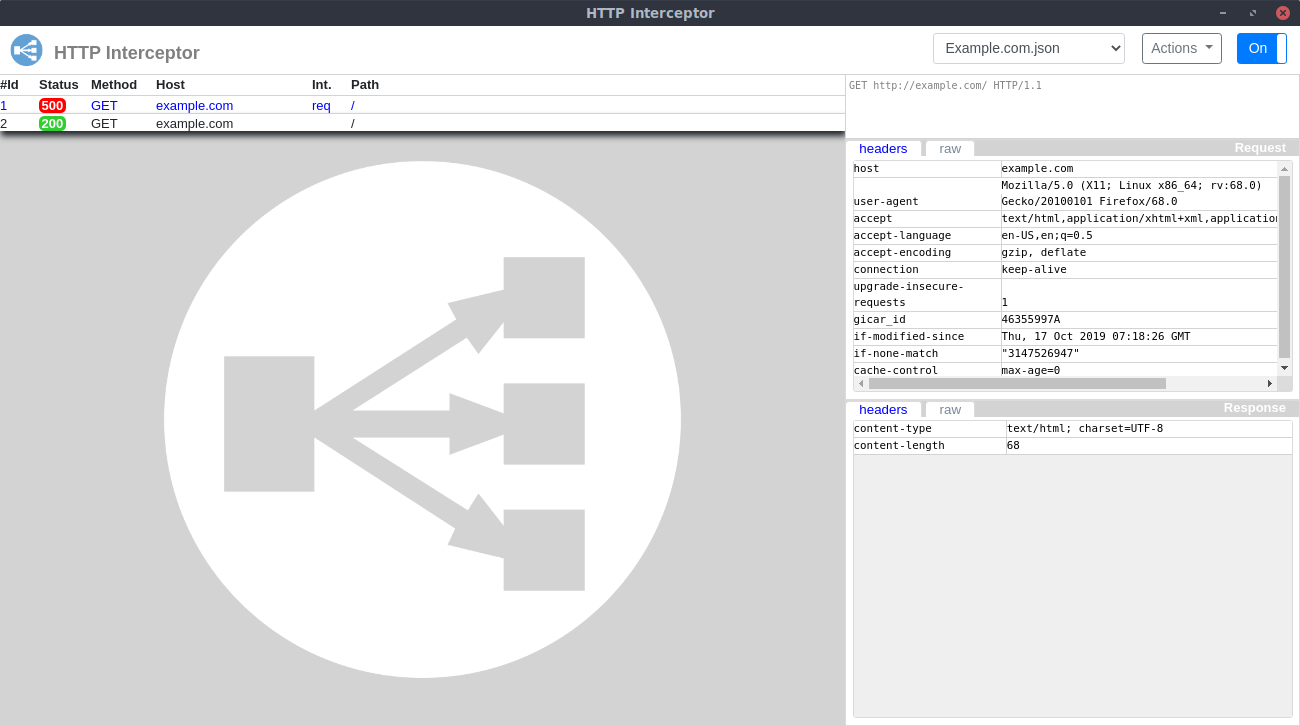 HTTP Interceptor
HTTP Interceptor
Example.com.json
Actions
On
#Id Status Method Host Int. Path
1 500 GET example.com req /
2 200 GET example.com /
GET http://example.com/ HTTP/1.1
headers raw Request
host example.com
Mozilla/5.0 (X11; Linux x86_64; rv:68.0)
user-agent Gecko/20100101 Firefox/68.0
accept text/html,application/xhtml+xml,application
accept-language en-US,en;q=0.5
accept-encoding gzip, deflate
connection keep-alive
upgrade-insecure-
requests 1
gicar_id 46355997A
if-modified-since Thu, 17 Oct 2019 07:18:26 GMT
if-none-match "3147526947"
cache-control max-age=0
headers raw Response
content-type text/html; charset=UTF-8
content-length 68